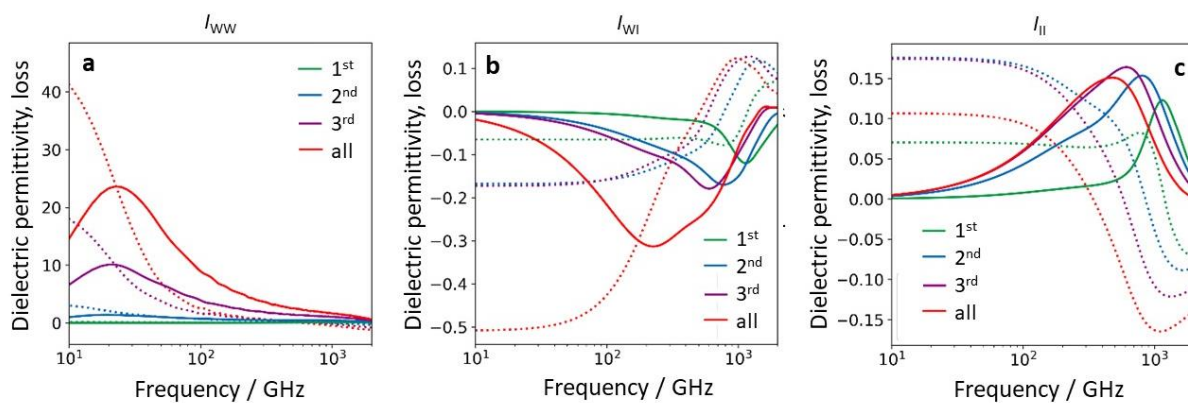 I_WW
a
Dielectric permittivity, loss
40
30
20
10
0
1st
2nd
3rd
all
10^1
10^2
10^3
Frequency / GHz
I_WI
b
Dielectric permittivity, loss
0.1
0.0
−0.1
−0.2
−0.3
−0.4
−0.5
1st
2nd
3rd
all
10^1
10^2
10^3
Frequency / GHz
I_II
c
Dielectric permittivity, loss
0.15
0.10
0.05
0.00
−0.05
−0.10
−0.15
1st
2nd
3rd
all
10^1
10^2
10^3
Frequency / GHz